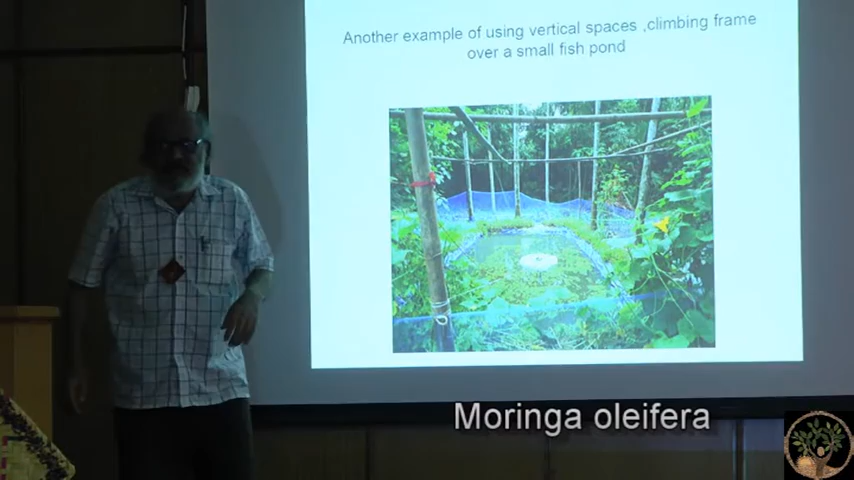 Another example of using vertical spaces ,climbing frame
over a small fish pond
Moringa oleifera